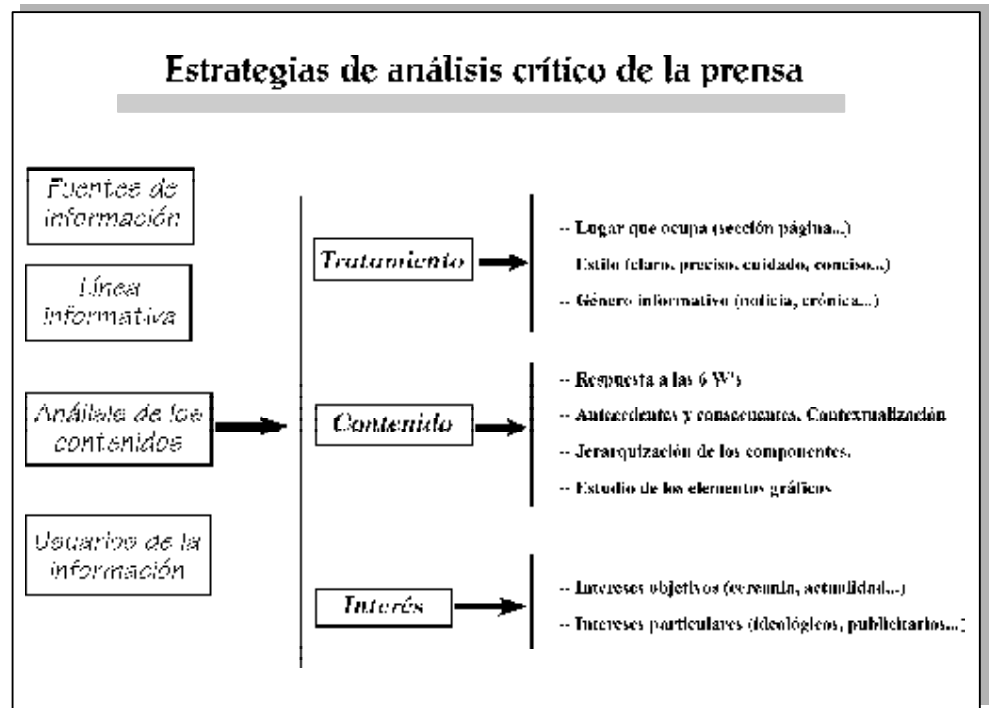 Estrategias de análisis crítico de la prensa
Fuentes de
información
Línea
informativa
Análisis de los
contenidos
Usuarios de la
información
Tratamiento
-- Lugar que ocupa (sección página...)
Estilo (claro, preciso, cuidado, conciso...)
-- Género informativo (noticia, crónica...)
Contenido
-- Respuesta a las 6 W's
-- Antecedentes y consecuentes. Contextualización
-- Jerarquización de los componentes.
-- Estudio de los elementos gráficos
Interés
-- Intereses objetivos (cercanía, actualidad...)
-- Intereses particulares (ideológicos, publicitarios...)